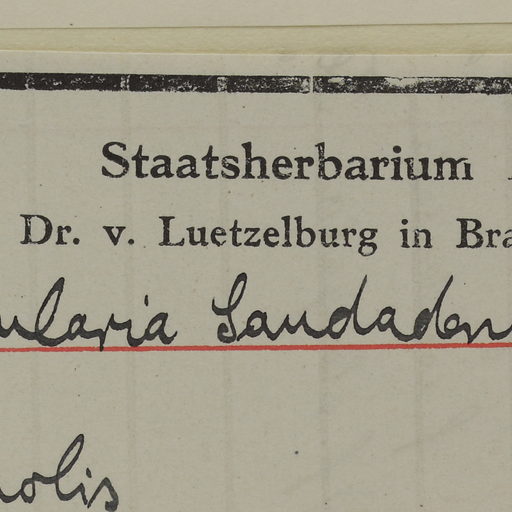 Staatsherbarium
Dr. v. Luetzelburg in Bra
ularia Saudaden
olis